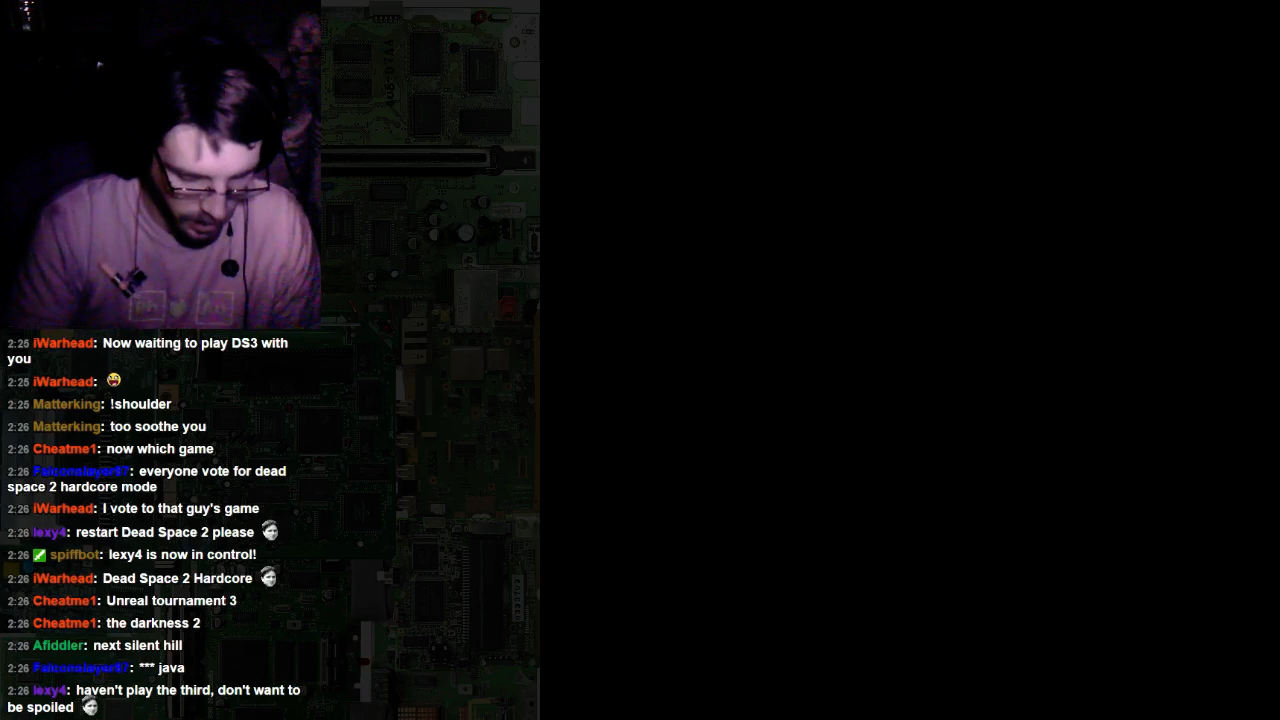 2:25 iWarhead: Now waiting to play DS3 with
you
2:25 iWarhead:
2:25 Matterking: !shoulder
2:26 Matterking: too soothe you
2:26 Cheatme1: now which game
2:26 : everyone vote for dead
space 2 hardcore mode
2:26 iWarhead: I vote to that guy's game
2:26 lexy4: restart Dead Space 2 please
2:26 spiffbot: lexy4 is now in control!
2:26 iWarhead: Dead Space 2 Hardcore
2:26 Cheatme1: Unreal tournament 3
2:26 Cheatme1: the darkness 2
2:26 Afiddler: next silent hill
2:26 : *** java
2:26 lexy4: haven't play the third, don't want to
be spoiled